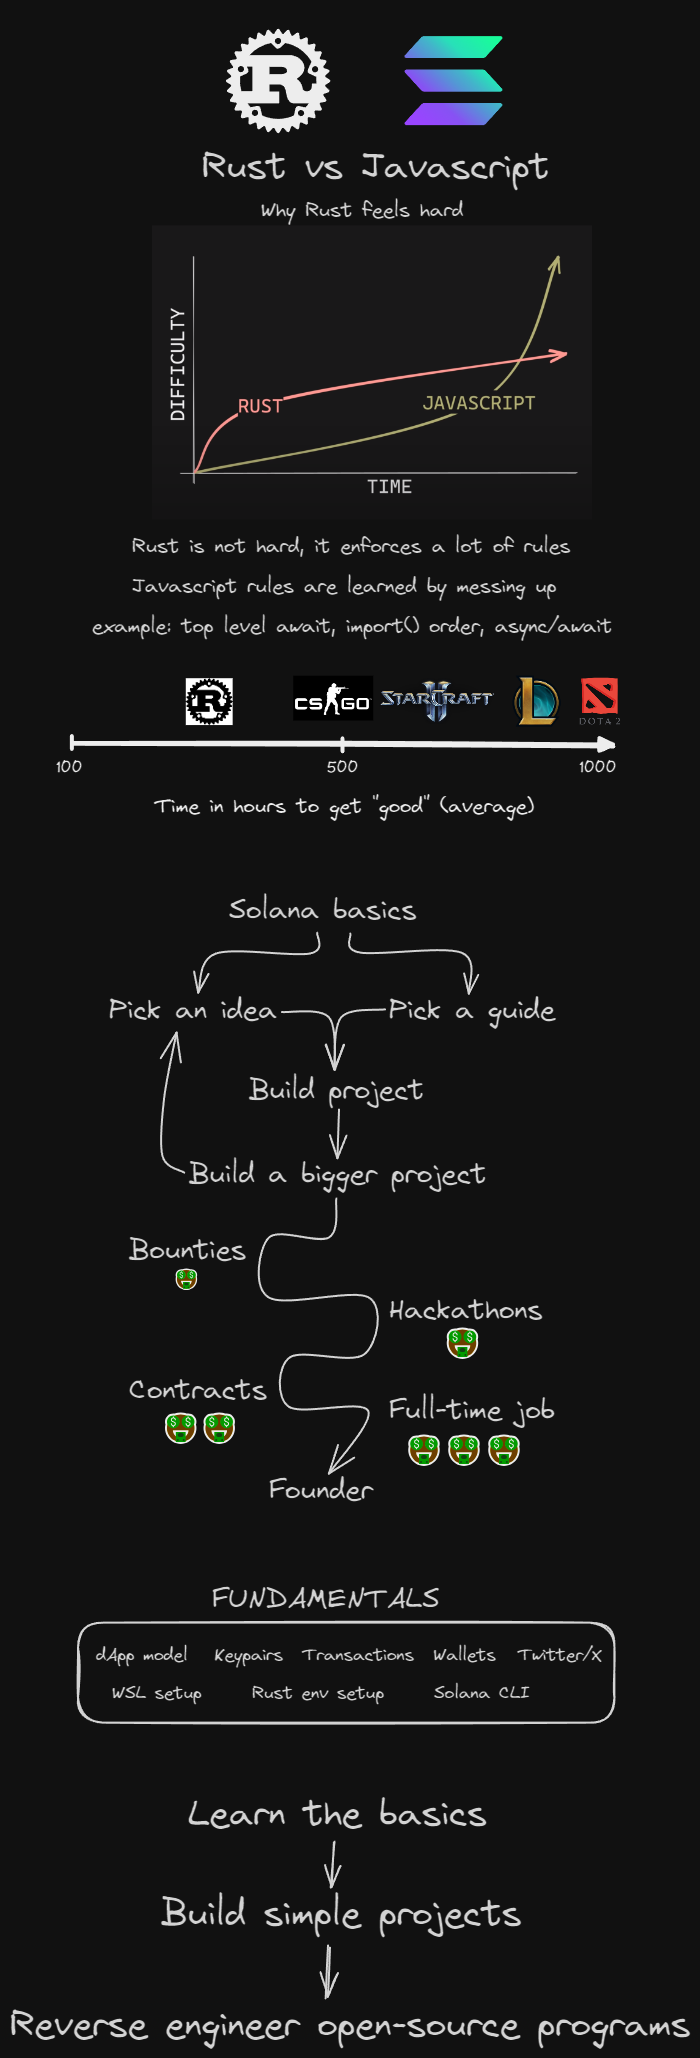 R
Rust vs Javascript
Why Rust feels hard
DIFFICULTY
RUST
JAVASCRIPT
TIME
Rust is not hard, it enforces a lot of rules
Javascript rules are learned by messing up
example: top level await, import() order, async/await
R CS GO STARCRAFT II L DOTA 2
100 500 1000
Time in hours to get "good" (average)
Solana basics
Pick an idea Pick a guide
Build project
Build a bigger project
Bounties
$ $
Hackathons
$ $
Contracts
$ $ $ $
Full-time job
$ $ $ $ $ $
Founder
FUNDAMENTALS
dApp model Keypairs Transactions Wallets Twitter/X
WSL setup Rust env setup Solana CLI
Learn the basics
Build simple projects
Reverse engineer open-source programs